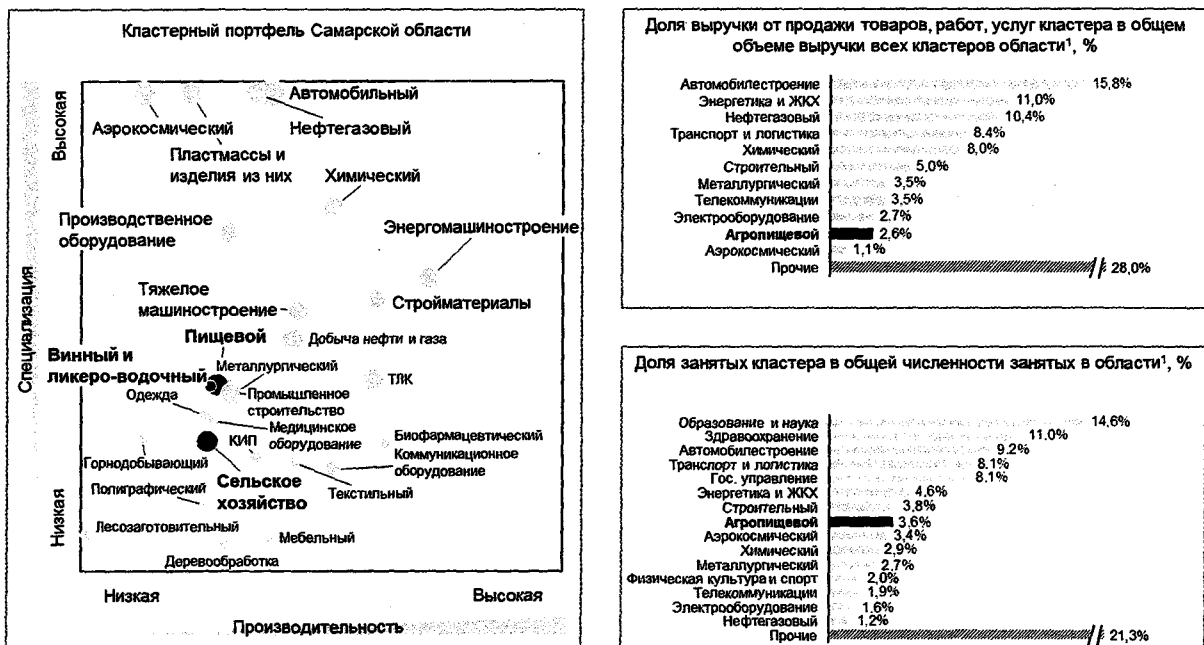 Кластерный портфель Самарской области
Специализация
Высокая
Низкая
Автомобильный
Аэрокосмический
Нефтегазовый
Пластмассы и
изделия из них
Химический
Производственное
оборудование
Энергомашиностроение
Тяжелое
машиностроение
Стройматериалы
Пищевой
Добыча нефти и газа
Винный и
ликеро-водочный
Металлургический
ТЛК
Одежда
Промышленное
строительство
Медицинское
оборудование
КИП
Биофармацевтический
Горнодобывающий
Коммуникационное
оборудование
Сельское
хозяйство
Полиграфический
Текстильный
Лесозаготовительный
Мебельный
Деревообработка
Низкая
Высокая
Производительность
Доля выручки от продажи товаров, работ, услуг кластера в общем
объеме выручки всех кластеров области¹, %
Автомобилестроение 15,8%
Энергетика и ЖКХ 11,0%
Нефтегазовый 10,4%
Транспорт и логистика 8.4%
Химический 8,0%
Строительный 5,0%
Металлургический 3,5%
Телекоммуникации 3,5%
Электрооборудование 2.7%
Агропищевой 2,6%
Аэрокосмический 1,1%
Прочие 28,0%
Доля занятых кластера в общей численности занятых в области¹, %
Образование и наука 14,6%
Здравоохранение 11.0%
Автомобилестроение 9.2%
Транспорт и логистика 8.1%
Гос. управление 8.1%
Энергетика и ЖКХ 4.6%
Строительный 3,8%
Агропищевой 3,6%
Аэрокосмический 3,4%
Химический 2,9%
Металлургический 2,7%
Физическая культура и спорт 2,0%
Телекоммуникации 1,9%
Электрооборудование 1,6%
Нефтегазовый 1,2%
Прочие 21,3%